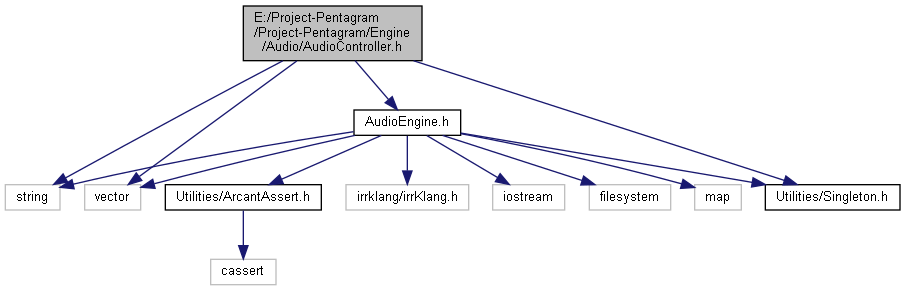 E:/Project-Pentagram
/Project-Pentagram/Engine
/Audio/AudioController.h
AudioEngine.h
string
vector
Utilities/ArcantAssert.h
irrklang/irrKlang.h
iostream
filesystem
map
Utilities/Singleton.h
cassert